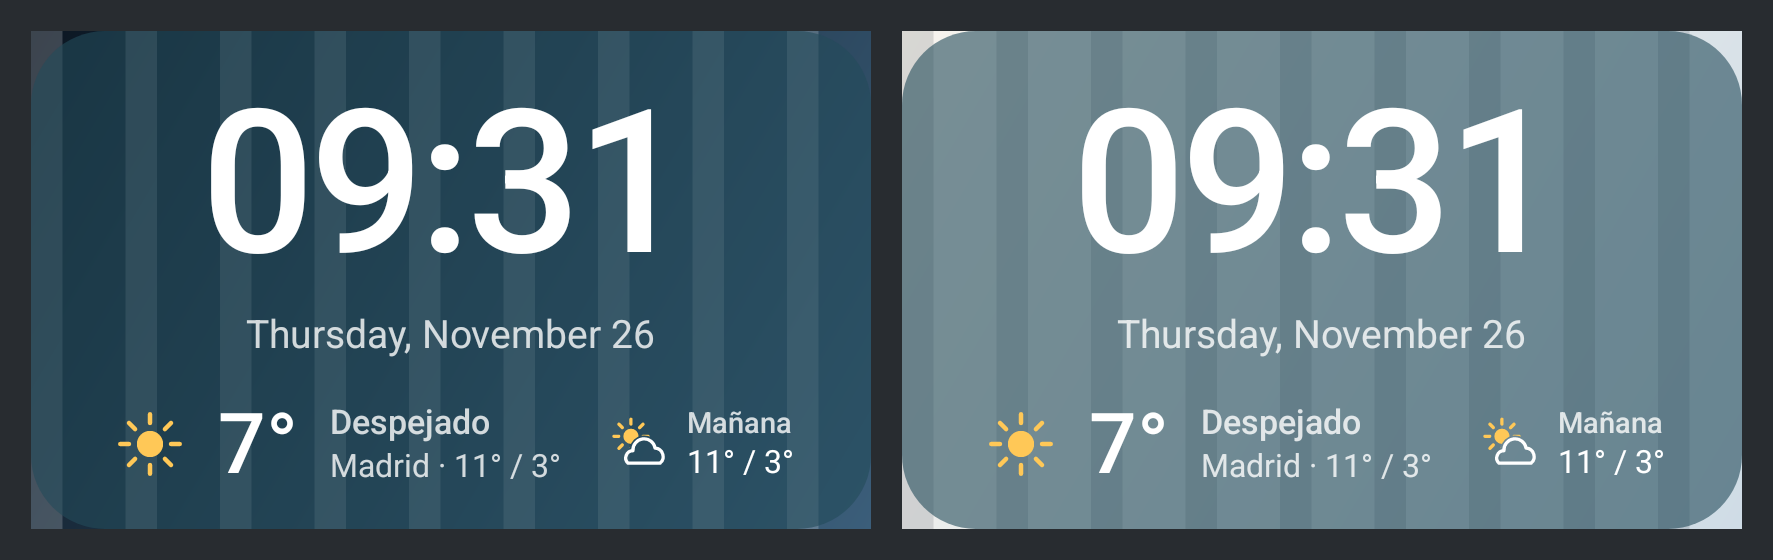 09:31
Thursday, November 26
7°
Despejado
Madrid · 11° / 3°
Mañana
11° / 3°
09:31
Thursday, November 26
7°
Despejado
Madrid · 11° / 3°
Mañana
11° / 3°